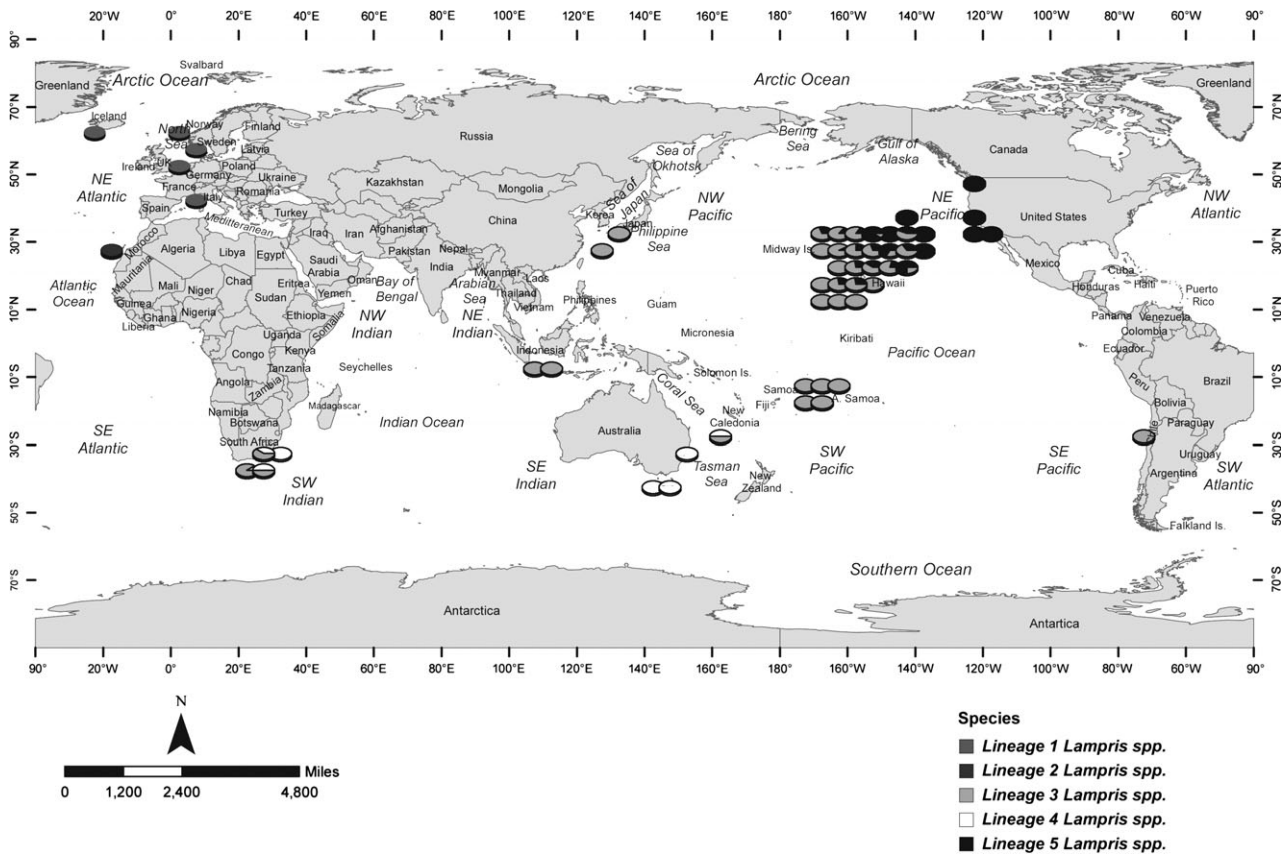 20°W 0° 20°E 40°E 60°E 80°E 100°E 120°E 140°E 160°E 180° 160°W 140°W 120°W 100°W 80°W 60°W 90°
90°
70°N
50°N
30°N
10°N
10°S
30°S
50°S
70°S
Svalbard
Greenland
Arctic Ocean
Arctic Ocean
Greenland
Iceland
Norway
Finland
North Sea
Sweden
Latvia
Russia
Bering Sea
Gulf of Alaska
Canada
Ireland
UK
Poland
Germany
Ukraine
Sea of Okhotsk
NE Atlantic
France
Italy
Romania
Kazakhstan
Mongolia
Sea of Japan
NW Pacific
NE Pacific
NW Atlantic
Spain
Mediterranean
Turkey
China
Korea
Japan
United States
Philippine Sea
Morocco
Algeria
Libya
Egypt
Iraq
Iran
Afghanistan
Pakistan
Nepal
India
Saudi Arabia
Midway Is.
Mexico
Atlantic Ocean
Mauritania
Mali
Niger
Chad
Sudan
Eritrea
Oman
Yemen
Bay of Bengal
Arabian Sea
Myanmar
Laos
Thailand
Vietnam
Philippines
Guam
Hawaii
Cuba
Haiti
Honduras
Puerto Rico
Guinea
Ghana
Liberia
Nigeria
Ethiopia
Somalia
NW Indian
NE Indian
Micronesia
Kiribati
Pacific Ocean
Panama
Venezuela
Colombia
Ecuador
Uganda
Kenya
Congo
Tanzania
Seychelles
Indonesia
Solomon Is.
Coral Sea
Samoa
A. Samoa
Fiji
Peru
Brazil
Angola
Zambia
Madagascar
Namibia
Botswana
South Africa
Indian Ocean
Australia
New Caledonia
Bolivia
Paraguay
SE Atlantic
SW Indian
SE Indian
Tasman Sea
New Zealand
SW Pacific
SE Pacific
Uruguay
Argentina
SW Atlantic
Falkland Is.
Southern Ocean
Antarctica
Antartica
70°N
50°N
30°N
10°N
10°S
30°S
50°S
70°S
90° 20°W 0° 20°E 40°E 60°E 80°E 100°E 120°E 140°E 160°E 180° 160°W 140°W 120°W 100°W 80°W 60°W 90°
N
Miles
0 1,200 2,400 4,800
Species
Lineage 1 Lampris spp.
Lineage 2 Lampris spp.
Lineage 3 Lampris spp.
Lineage 4 Lampris spp.
Lineage 5 Lampris spp.